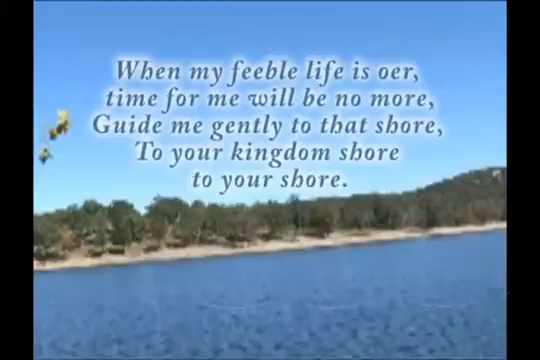 When my feeble life is oer,
time for me will be no more,
Guide me gently to that shore,
To your kingdom shore
to your shore.